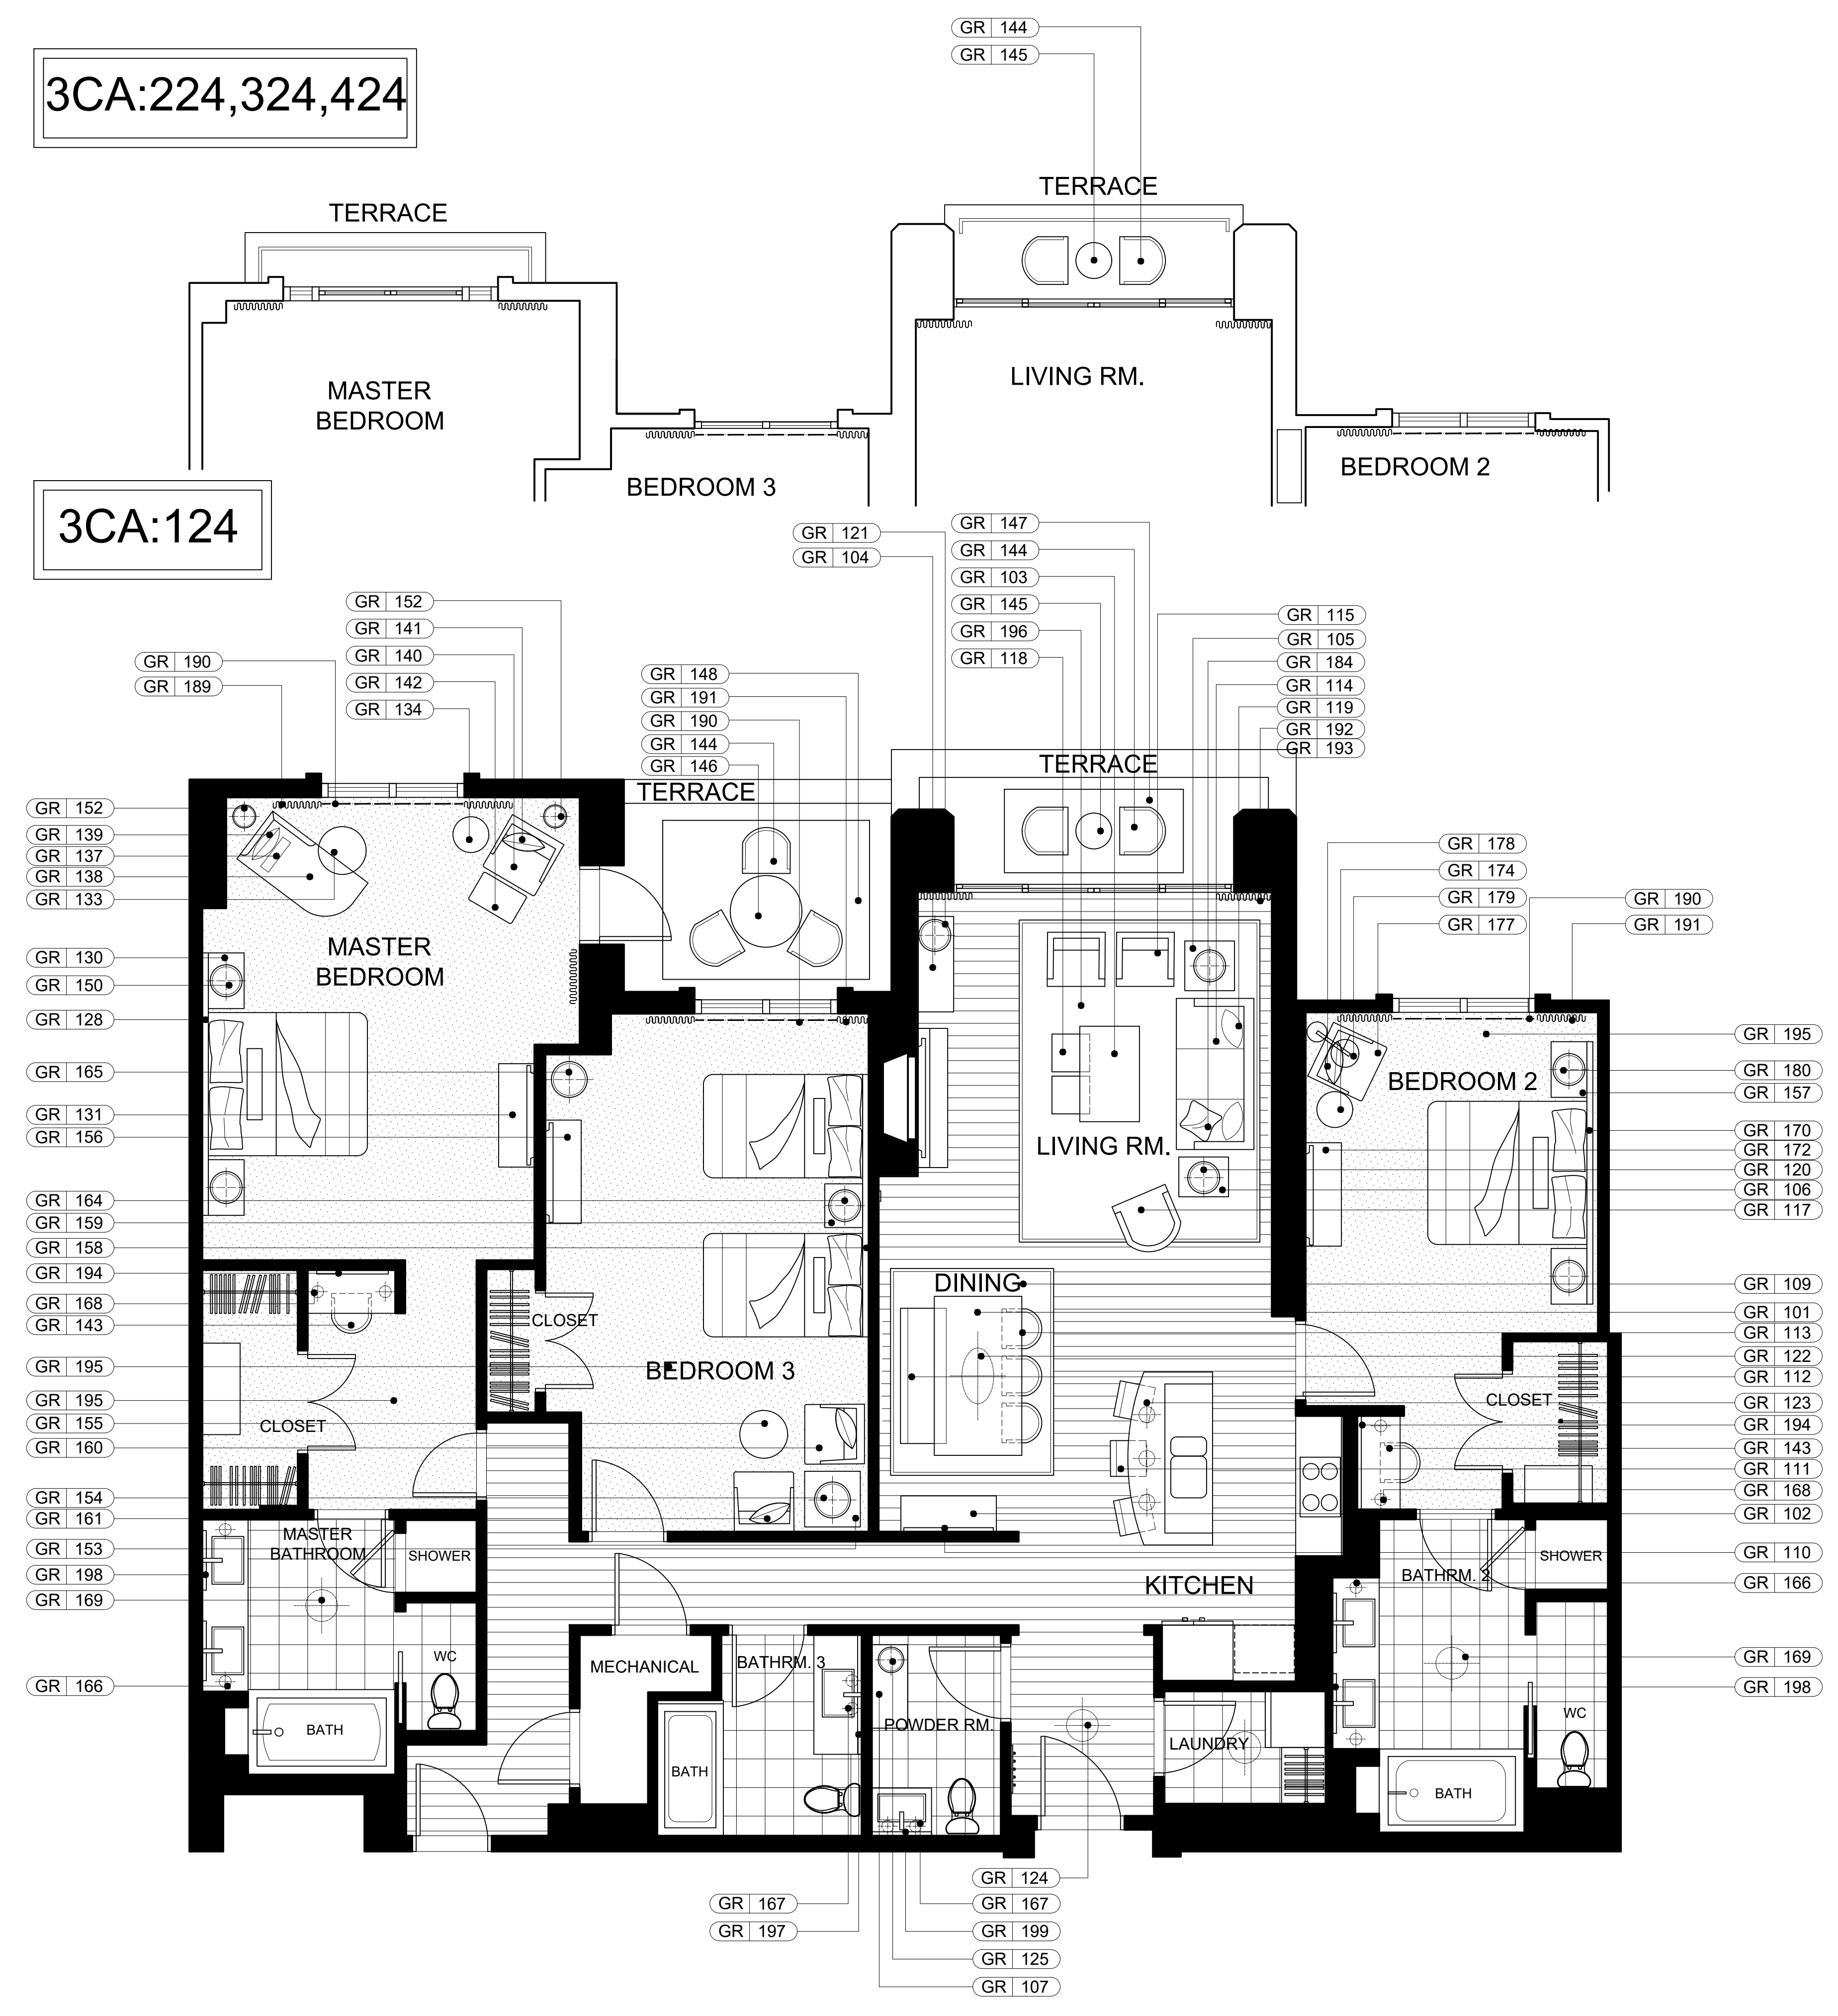 GR 144
GR 145
3CA:224,324,424
TERRACE
TERRACE
MASTER
BEDROOM
LIVING RM.
BEDROOM 3
BEDROOM 2
3CA:124
GR 121
GR 104
GR 147
GR 144
GR 103
GR 145
GR 196
GR 118
GR 115
GR 105
GR 184
GR 114
GR 119
GR 192
GR 193
GR 152
GR 141
GR 140
GR 142
GR 134
GR 190
GR 189
GR 148
GR 191
GR 190
GR 144
GR 146
TERRACE
TERRACE
GR 152
GR 139
GR 137
GR 138
GR 133
GR 130
GR 150
GR 128
GR 165
GR 131
GR 156
GR 164
GR 159
GR 158
GR 194
GR 168
GR 143
GR 195
GR 195
GR 155
GR 160
GR 154
GR 161
GR 153
GR 198
GR 169
GR 166
GR 178
GR 174
GR 179
GR 177
GR 190
GR 191
GR 195
GR 180
GR 157
GR 170
GR 172
GR 120
GR 106
GR 117
GR 109
GR 101
GR 113
GR 122
GR 112
GR 123
GR 194
GR 143
GR 111
GR 168
GR 102
GR 110
GR 166
GR 169
GR 198
MASTER
BEDROOM
BEDROOM 2
LIVING RM.
DINING
CLOSET
BEDROOM 3
CLOSET
CLOSET
MASTER
BATHROOM
SHOWER
KITCHEN
BATHRM. 2
SHOWER
WC
MECHANICAL
BATHRM. 3
POWDER RM.
LAUNDRY
WC
BATH
BATH
BATH
GR 124
GR 167
GR 197
GR 167
GR 199
GR 125
GR 107